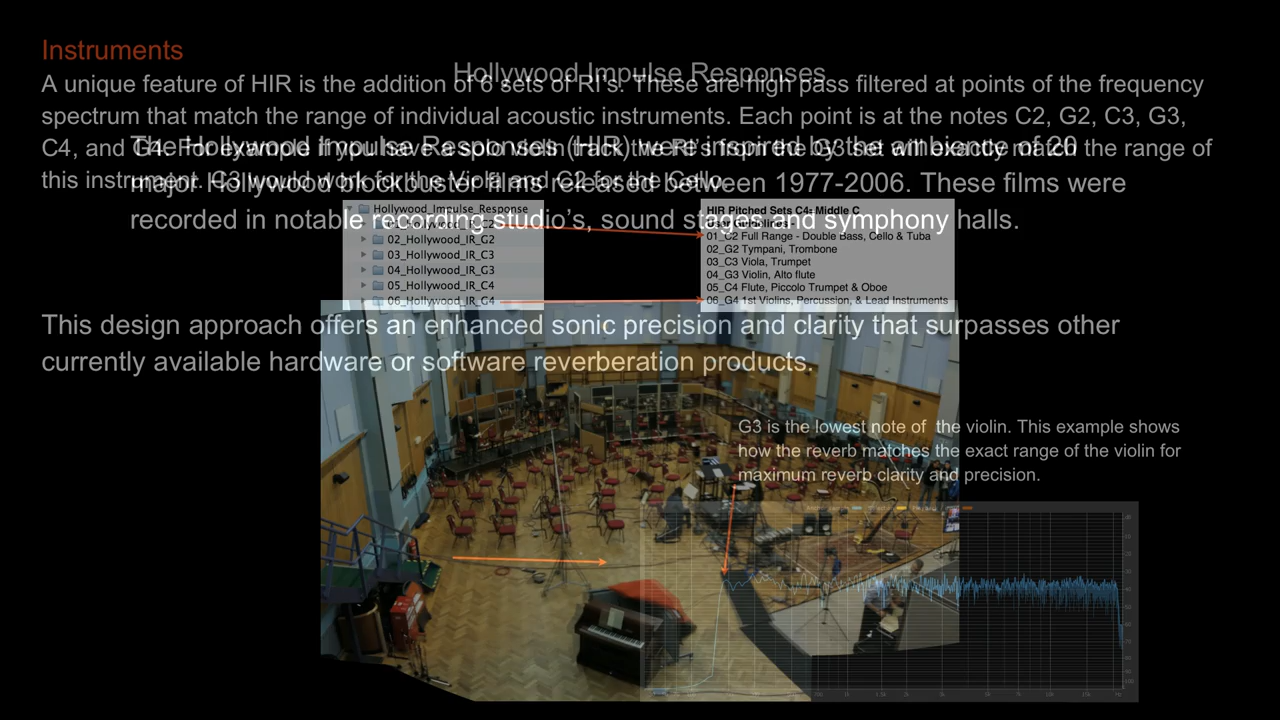 Instruments
Hollywood Impulse Responses
A unique feature of HIR is the addition of 6 sets of RI's. These are high pass filtered at points of the frequency
spectrum that match the range of individual acoustic instruments. Each point is at the notes C2, G2, C3, G3,
C4, and G4. For example if you have a solo violin track the RI's from the G3 set will exactly match the range of
this instrument. C3 would work for the Viola and C2 for the Cello.
The Hollywood Impulse Responses (HIR) were inspired by the ambience of 20
major Hollywood blockbuster films released between 1977-2006. These films were
recorded in notable recording studio's, sound stages and symphony halls.
Hollywood_Impulse_Response
02_Hollywood_IR_G2
03_Hollywood_IR_C3
04_Hollywood_IR_G3
05_Hollywood_IR_C4
06_Hollywood_IR_G4
HIR Pitched Sets C4= Middle C
User Guidelines-
01_C2 Full Range - Double Bass, Cello & Tuba
02_G2 Tympani, Trombone
03_C3 Viola, Trumpet
04_G3 Violin, Alto flute
05_C4 Flute, Piccolo Trumpet & Oboe
06_G4 1st Violins, Percussion, & Lead Instruments
This design approach offers an enhanced sonic precision and clarity that surpasses other
currently available hardware or software reverberation products.
G3 is the lowest note of the violin. This example shows
how the reverb matches the exact range of the violin for
maximum reverb clarity and precision.